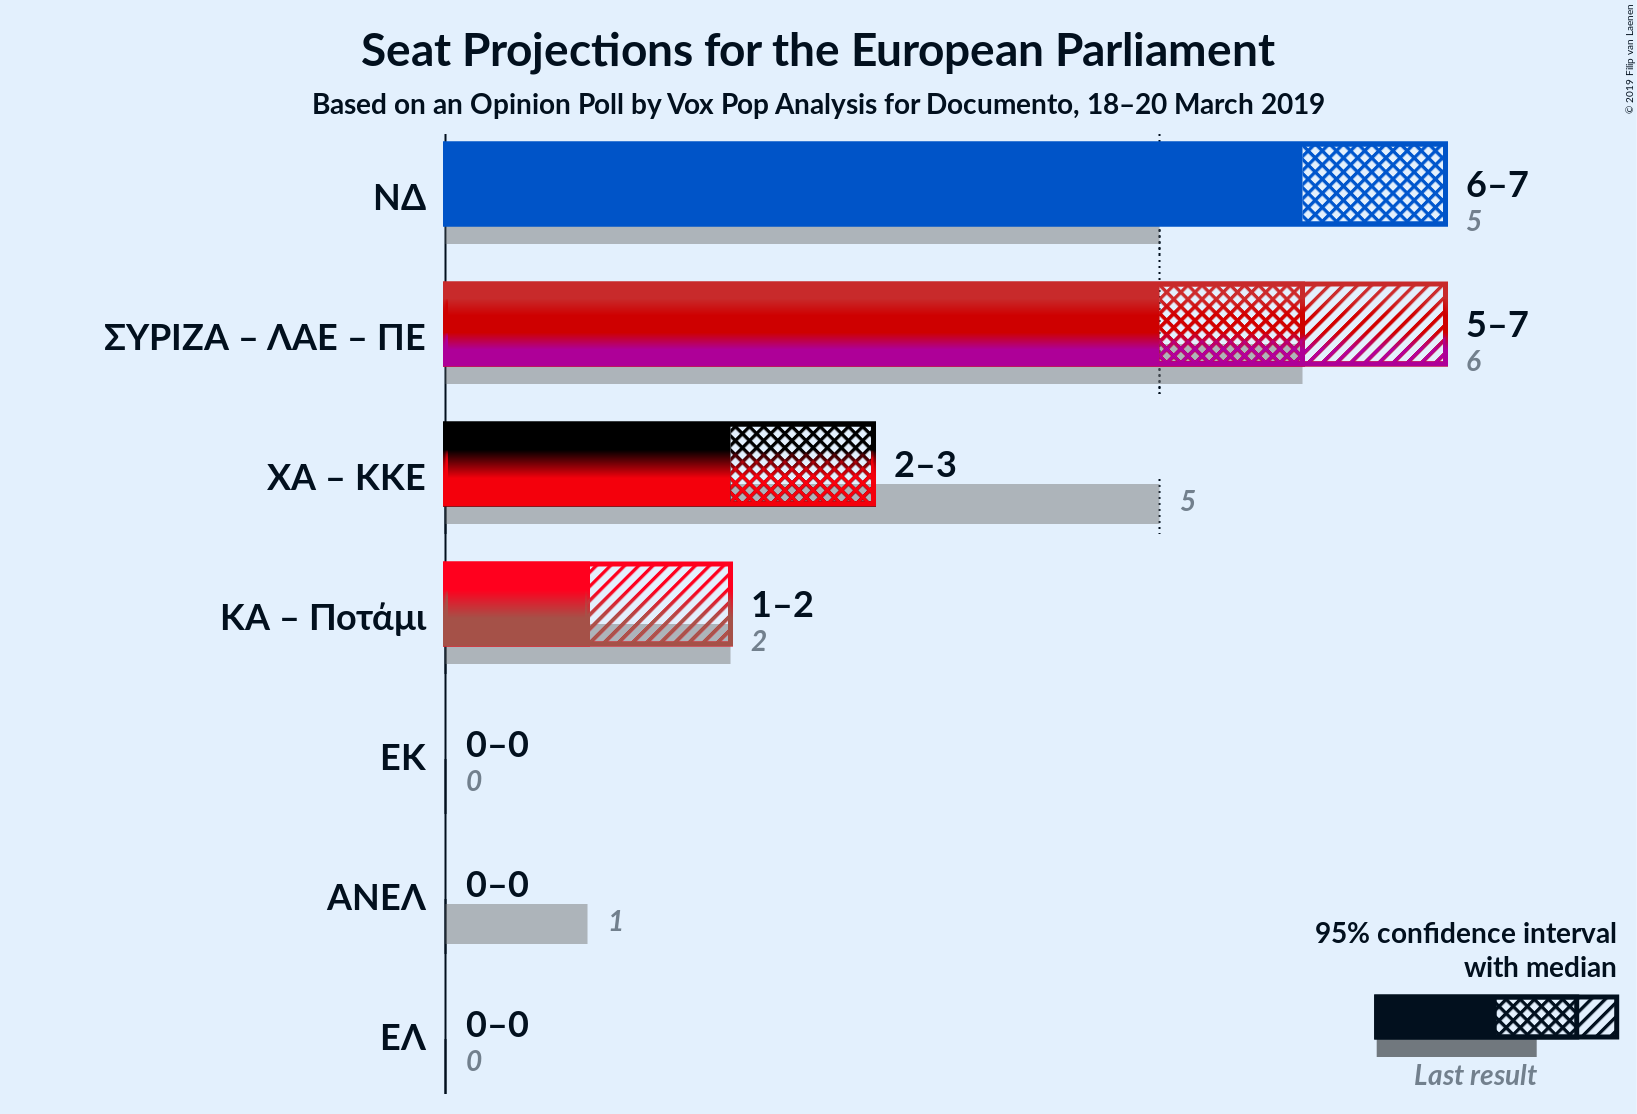 Seat Projections for the European Parliament
Based on an Opinion Poll by Vox Pop Analysis for Documento, 18–20 March 2019
© 2019 Filip van Laenen
ΝΔ
6–7
5
ΣΥΡΙΖΑ – ΛΑΕ – ΠΕ
5–7
6
ΧΑ – ΚΚΕ
2–3
5
ΚΑ – Ποτάμι
1–2
2
ΕΚ
0–0
0
ΑΝΕΛ
0–0
1
ΕΛ
0–0
0
95% confidence interval
with median
Last result